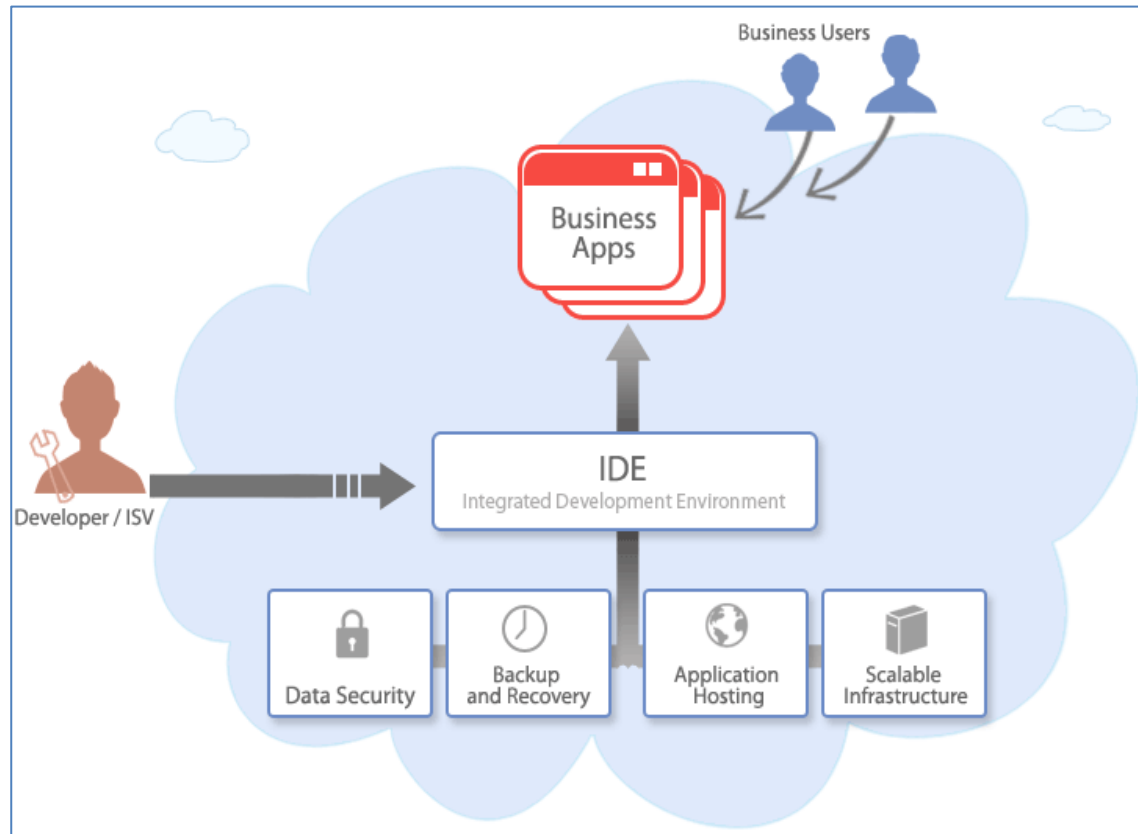 Business Users
Business
Apps
IDE
Integrated Development Environment
Developer / ISV
Data Security
Backup
and Recovery
Application
Hosting
Scalable
Infrastructure